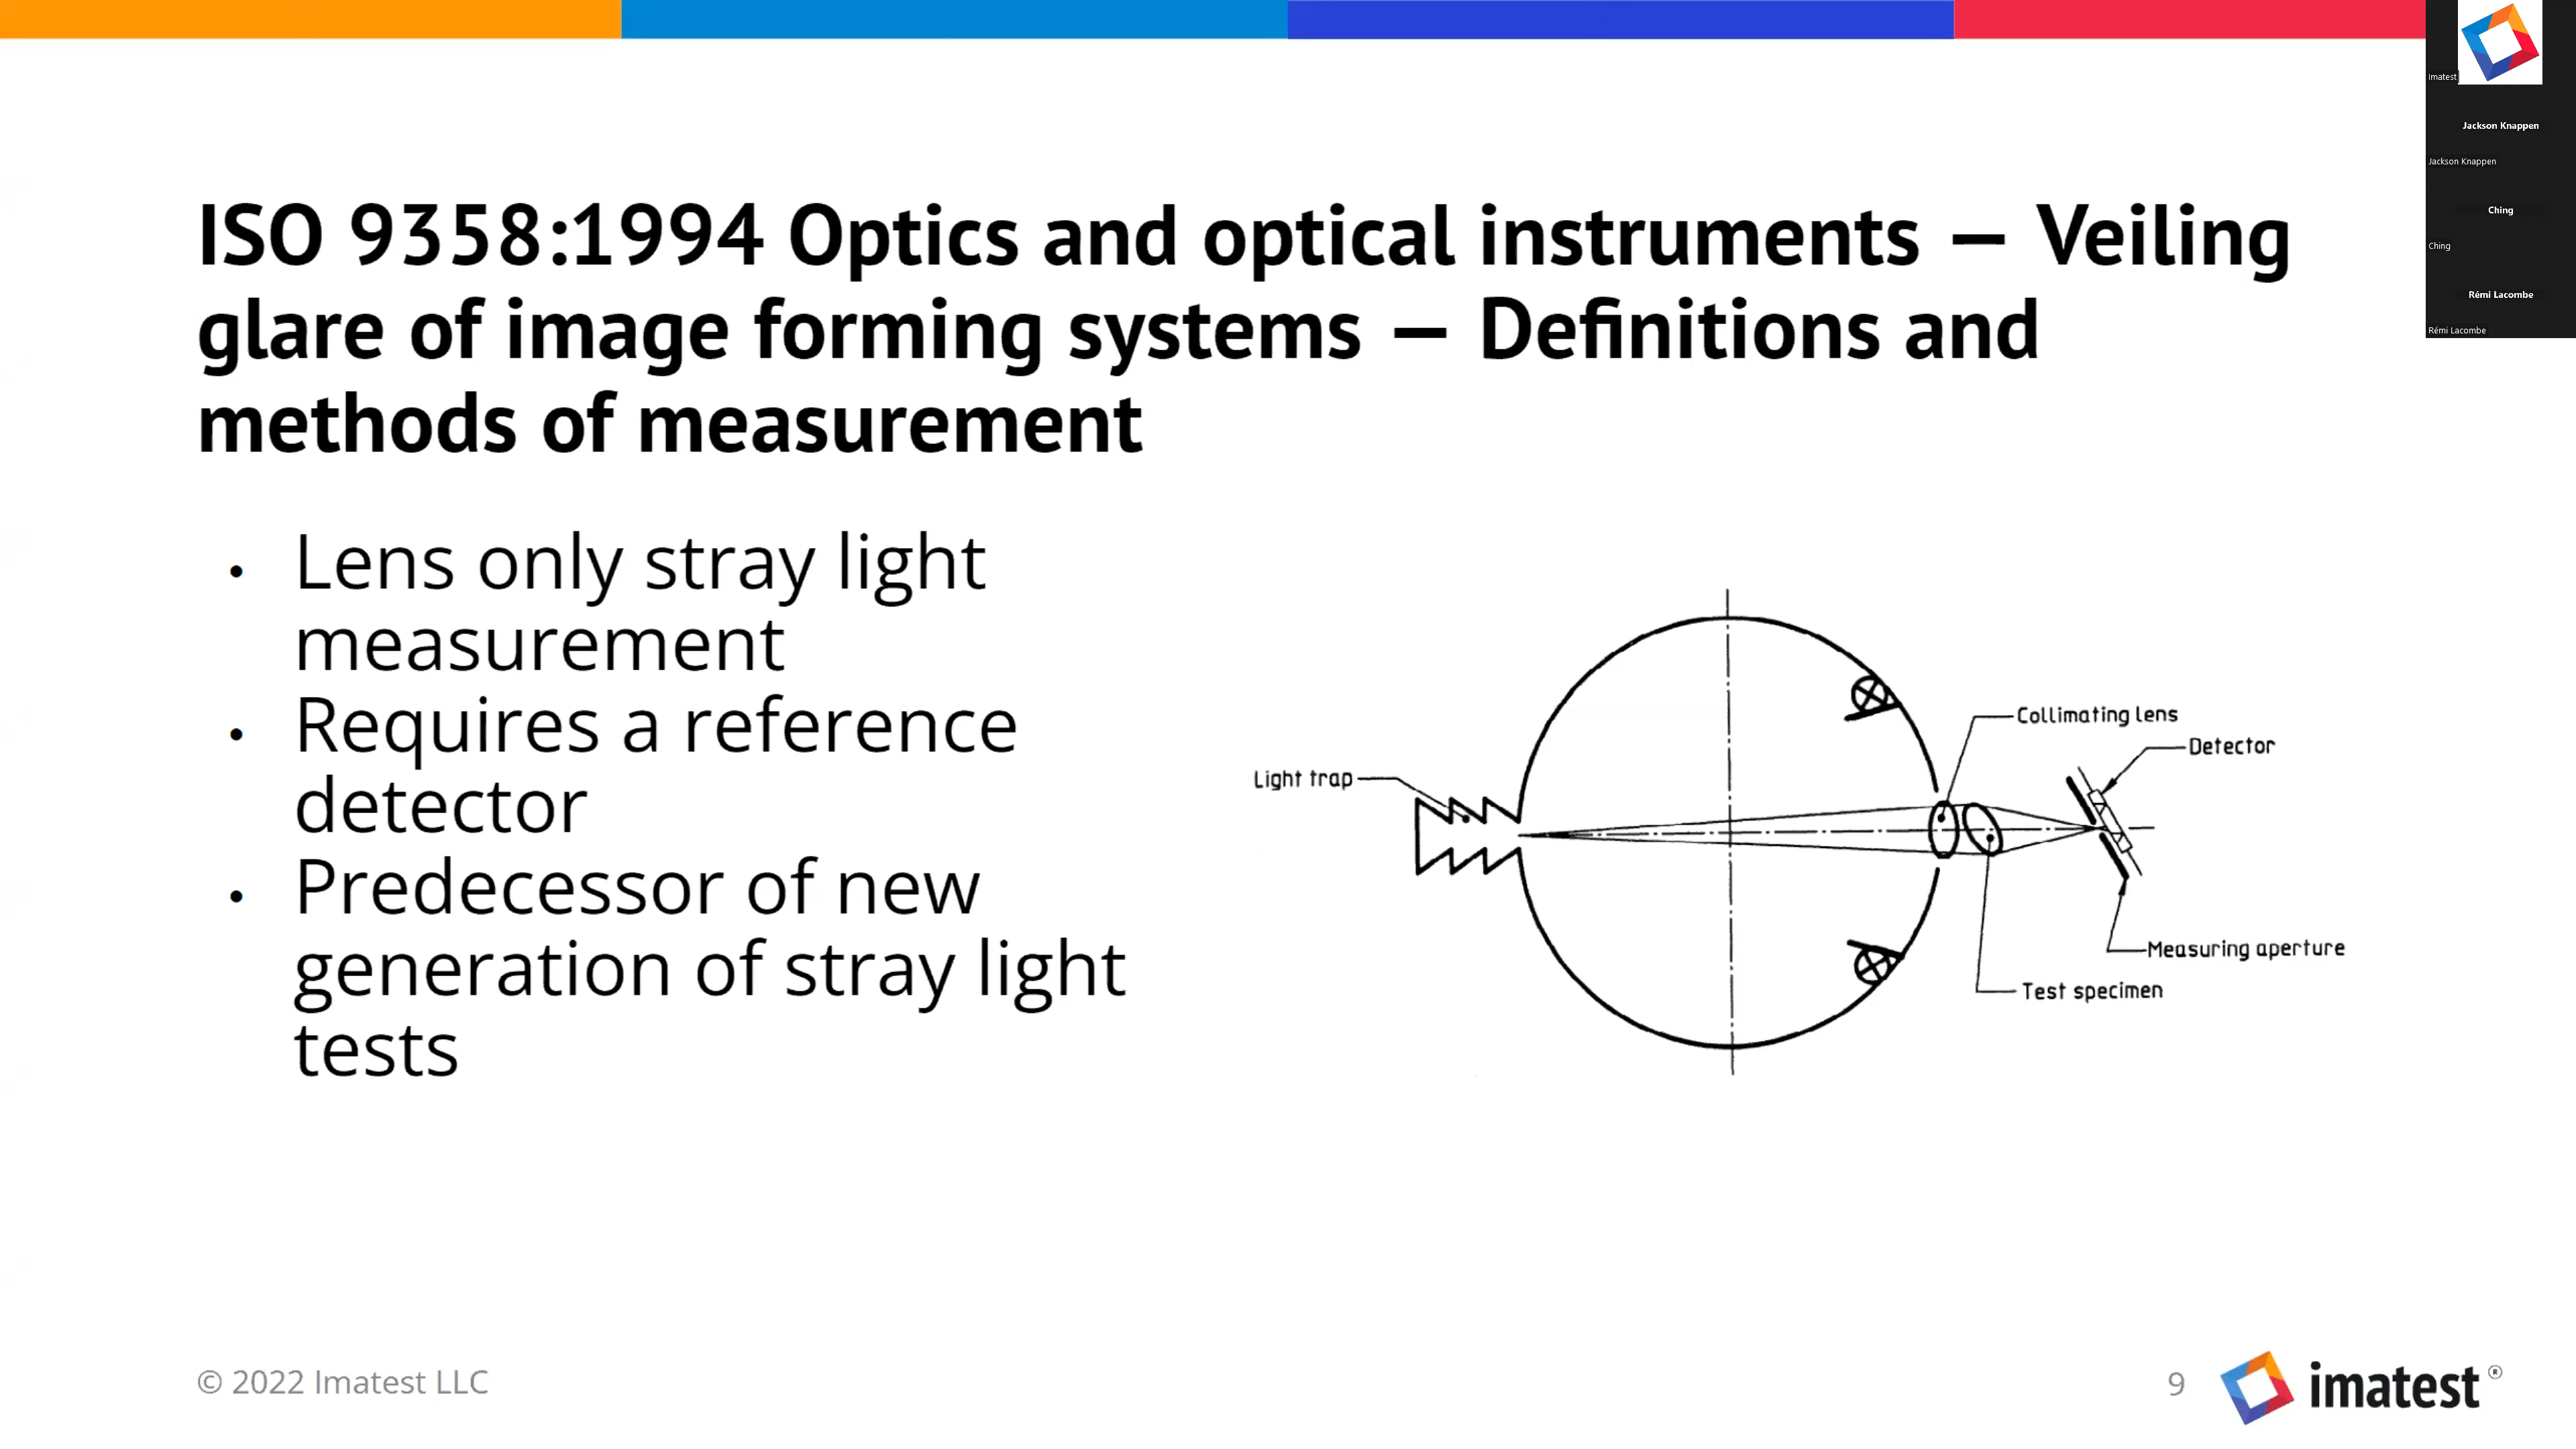 Imatest
Jackson Knappen
Jackson Knappen
Ching
Ching
Rémi Lacombe
Rémi Lacombe
ISO 9358:1994 Optics and optical instruments — Veiling
glare of image forming systems — Definitions and
methods of measurement
• Lens only stray light
measurement
• Requires a reference
detector
• Predecessor of new
generation of stray light
tests
Light trap
Collimating lens
Detector
Measuring aperture
Test specimen
© 2022 Imatest LLC
9
imatest®